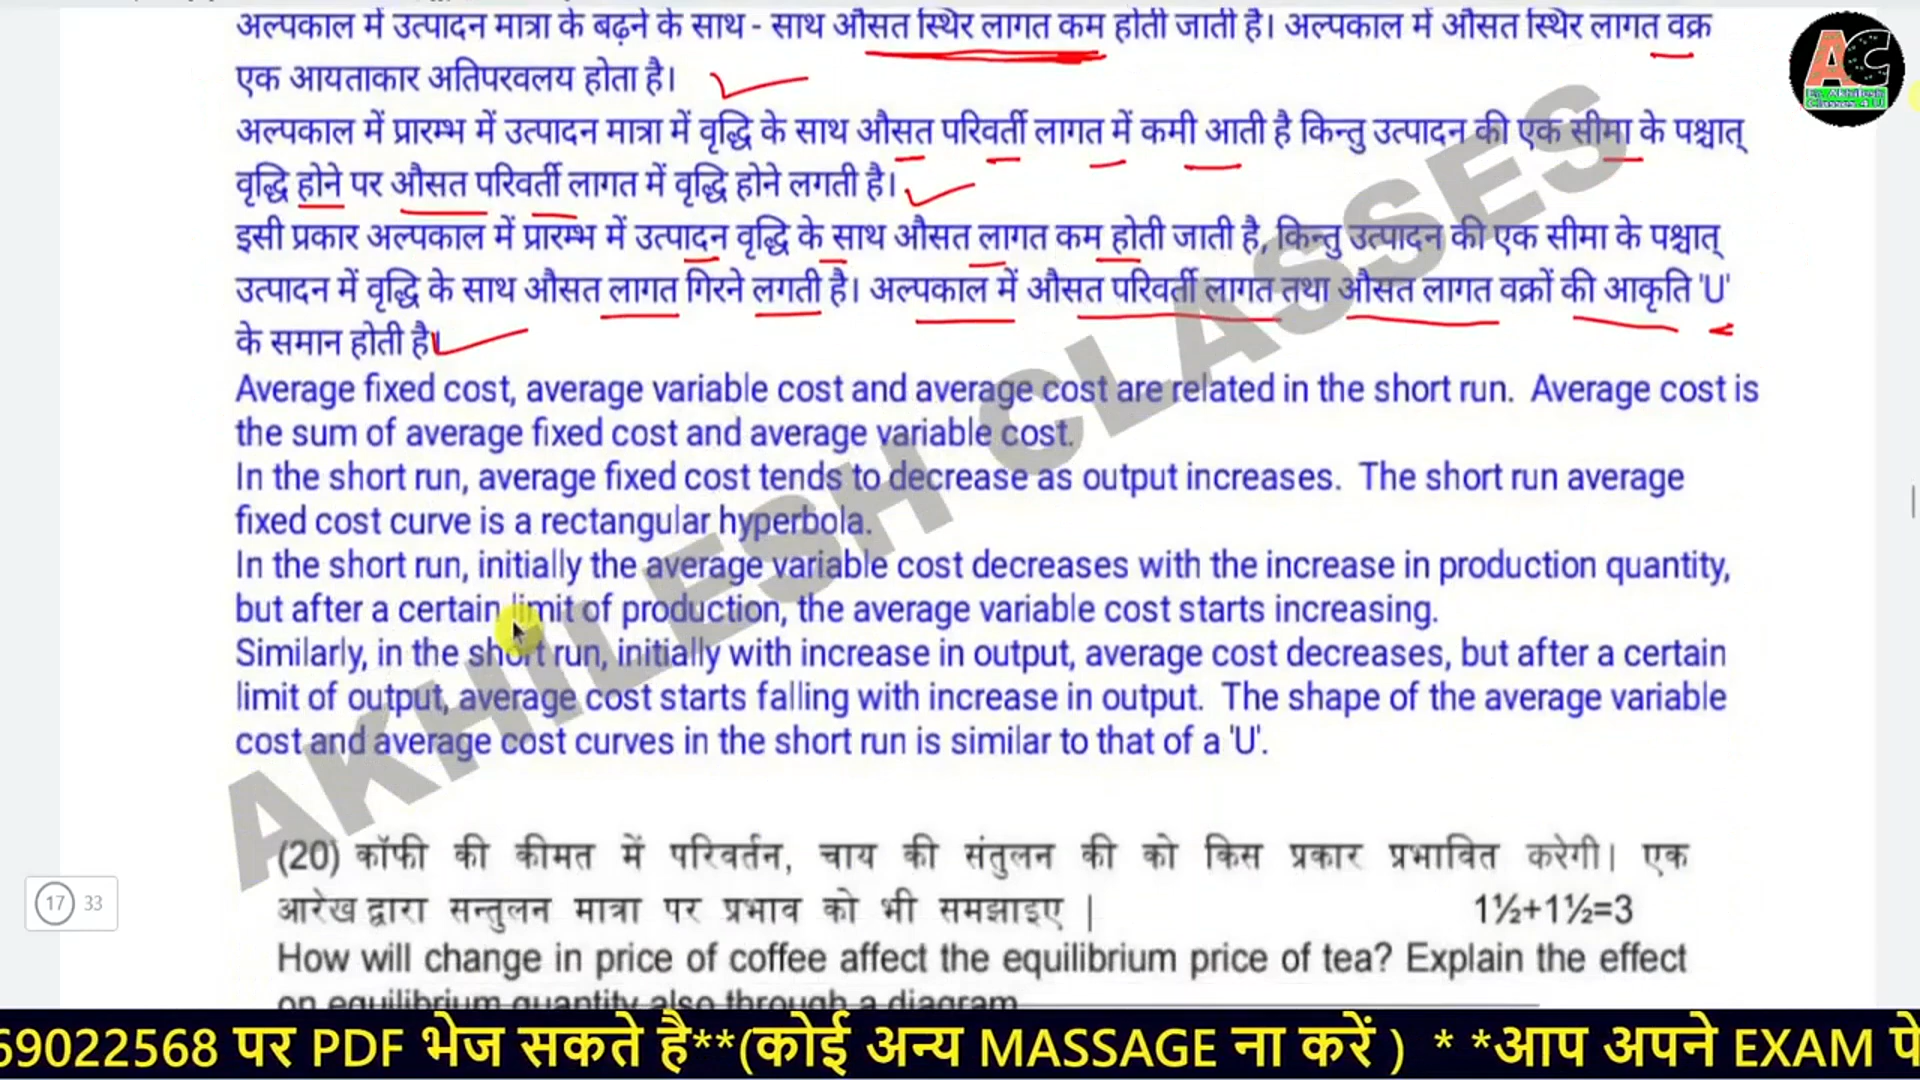 अल्पकाल में उत्पादन मात्रा के बढ़ने के साथ - साथ औसत स्थिर लागत कम होती जाती है। अल्पकाल में औसत स्थिर लागत वक्र
एक आयताकार अतिपरवलय होता है।
अल्पकाल में प्रारम्भ में उत्पादन मात्रा में वृद्धि के साथ औसत परिवर्ती लागत में कमी आती है किन्तु उत्पादन की एक सीमा के पश्चात्
वृद्धि होने पर औसत परिवर्ती लागत में वृद्धि होने लगती है।
इसी प्रकार अल्पकाल में प्रारम्भ में उत्पादन वृद्धि के साथ औसत लागत कम होती जाती है, किन्तु उत्पादन की एक सीमा के पश्चात्
उत्पादन में वृद्धि के साथ औसत लागत गिरने लगती है। अल्पकाल में औसत परिवर्ती लागत तथा औसत लागत वक्रों की आकृति 'U'
के समान होती है।
Average fixed cost, average variable cost and average cost are related in the short run. Average cost is
the sum of average fixed cost and average variable cost.
In the short run, average fixed cost tends to decrease as output increases. The short run average
fixed cost curve is a rectangular hyperbola.
In the short run, initially the average variable cost decreases with the increase in production quantity,
but after a certain limit of production, the average variable cost starts increasing.
Similarly, in the short run, initially with increase in output, average cost decreases, but after a certain
limit of output, average cost starts falling with increase in output. The shape of the average variable
cost and average cost curves in the short run is similar to that of a 'U'.
AKHILESH CLASSES
AC
Er. Akhilesh
Classes 4 U
(20) कॉफी की कीमत में परिवर्तन, चाय की संतुलन की को किस प्रकार प्रभावित करेगी। एक
आरेख द्वारा सन्तुलन मात्रा पर प्रभाव को भी समझाइए |
1½+1½=3
17 33
How will change in price of coffee affect the equilibrium price of tea? Explain the effect
on equilibrium quantity also through a diagram
69022568 पर PDF भेज सकते है**(कोई अन्य MASSAGE ना करें ) * *आप अपने EXAM पे